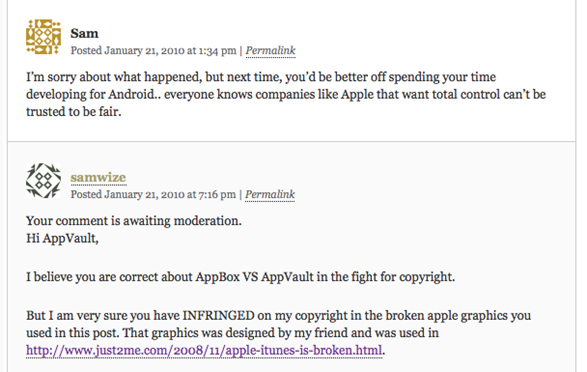 Sam
Posted January 21, 2010 at 1:34 pm | Permalink
I'm sorry about what happened, but next time, you'd be better off spending your time
developing for Android.. everyone knows companies like Apple that want total control can't be
trusted to be fair.
samwize
Posted January 21, 2010 at 7:16 pm | Permalink
Your comment is awaiting moderation.
Hi AppVault,
I believe you are correct about AppBox VS AppVault in the fight for copyright.
But I am very sure you have INFRINGED on my copyright in the broken apple graphics you
used in this post. That graphics was designed by my friend and was used in
http://www.just2me.com/2008/11/apple-itunes-is-broken.html.